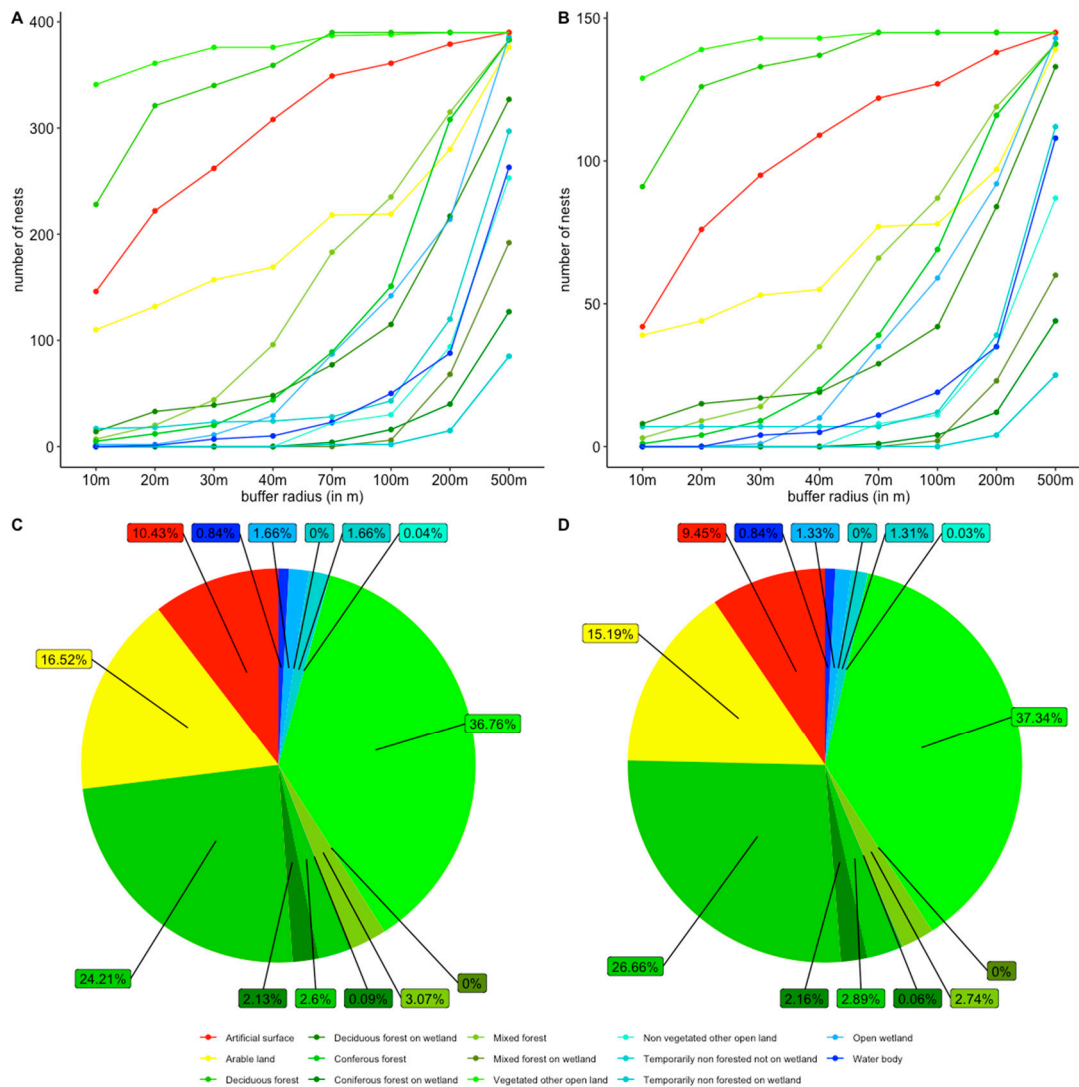 A
400
300
200
100
0
number of nests
10m 20m 30m 40m 70m 100m 200m 500m
buffer radius (in m)
B
150
100
50
0
number of nests
10m 20m 30m 40m 70m 100m 200m 500m
buffer radius (in m)
C
10.43% 0.84% 1.66% 0% 1.66% 0.04%
16.52%
36.76%
24.21%
0%
2.13% 2.6% 0.09% 3.07%
D
9.45% 0.84% 1.33% 0% 1.31% 0.03%
15.19%
37.34%
26.66%
0%
2.16% 2.89% 0.06% 2.74%
Artificial surface Deciduous forest on wetland Mixed forest Non vegetated other open land Open wetland
Arable land Conferous forest Mixed forest on wetland Temporarily non forested not on wetland Water body
Deciduous forest Coniferous forest on wetland Vegetated other open land Temporarily non forested on wetland